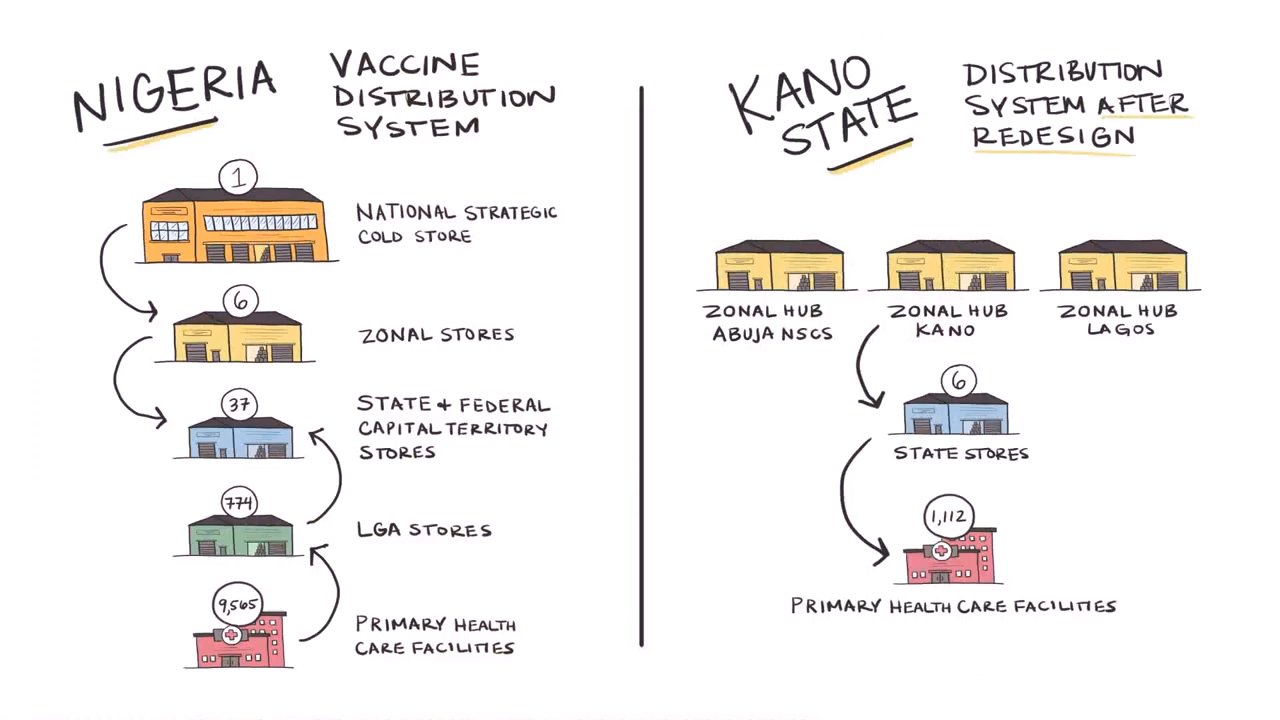 NIGERIA
VACCINE
DISTRIBUTION
SYSTEM
1
NATIONAL STRATEGIC
COLD STORE
6
ZONAL STORES
37
STATE + FEDERAL
CAPITAL TERRITORY
STORES
774
LGA STORES
9,565
PRIMARY HEALTH
CARE FACILITIES
KANO
STATE
DISTRIBUTION
SYSTEM AFTER
REDESIGN
ZONAL HUB
ABUJA NSCS
ZONAL HUB
KANO
ZONAL HUB
LAGOS
6
STATE STORES
1,112
PRIMARY HEALTH CARE FACILITIES